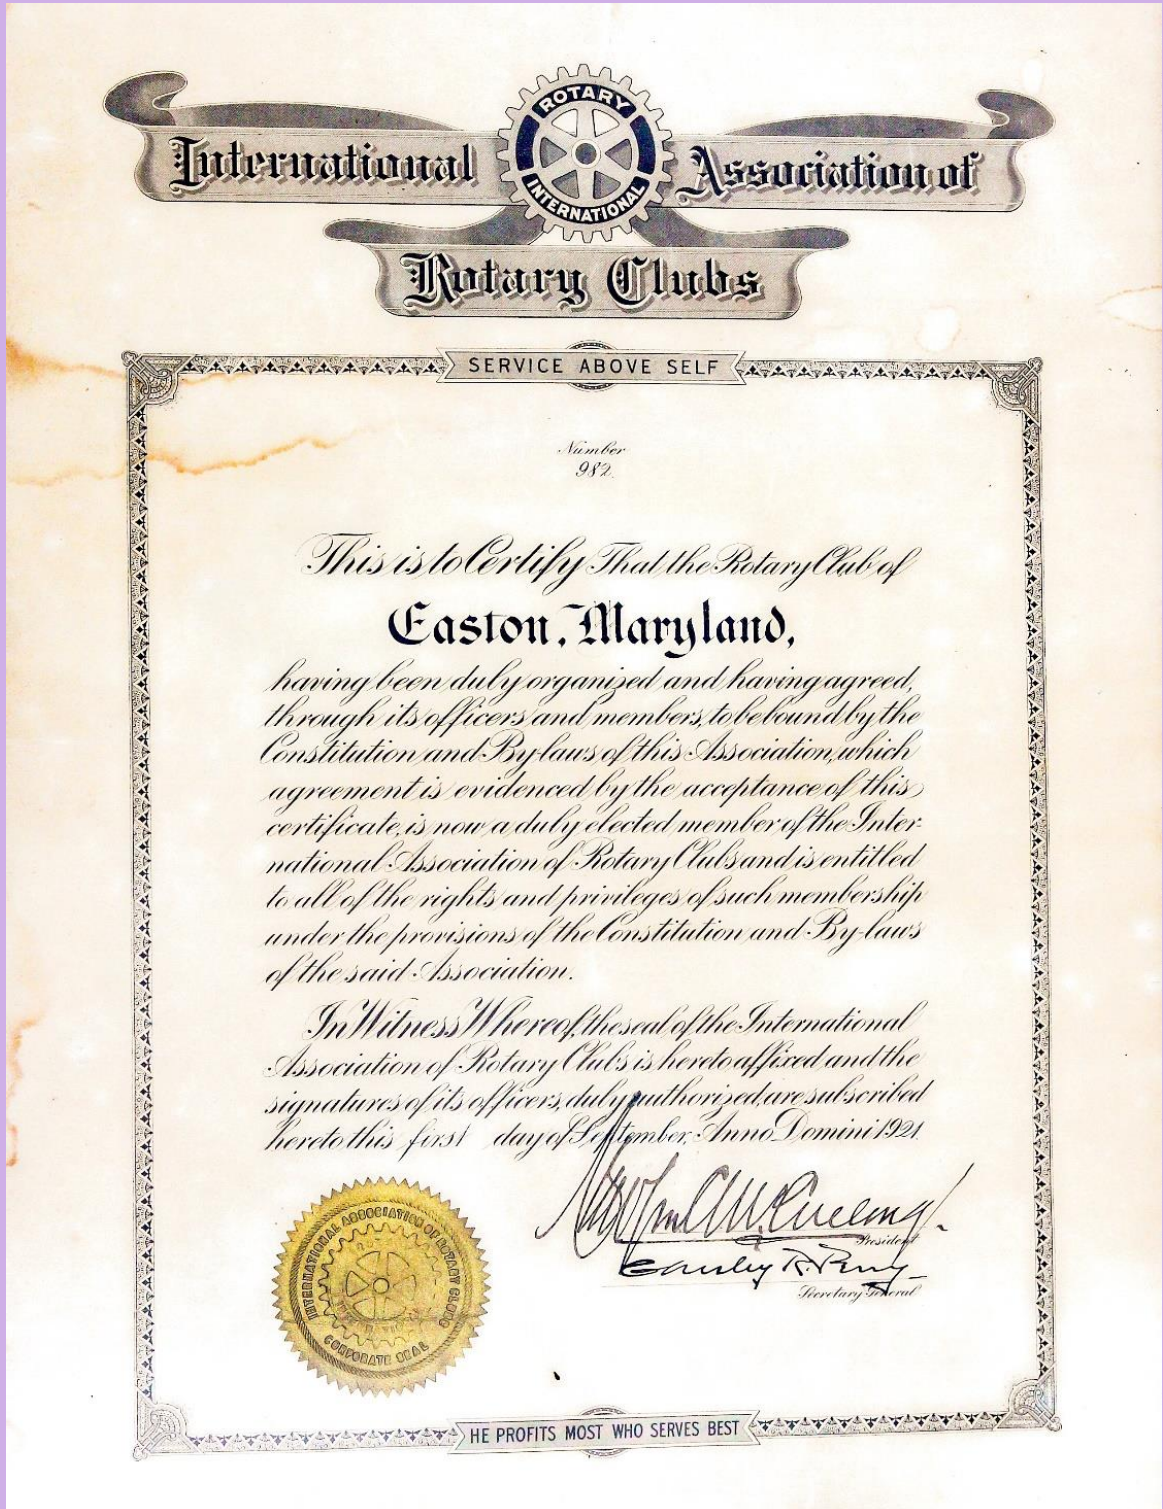 International Association of
ROTARY
INTERNATIONAL
Rotary Clubs
SERVICE ABOVE SELF
Number
982.
This is to Certify That the Rotary Club of
Easton, Maryland,
having been duly organized and having agreed,
through its officers and members, to be bound by the
Constitution and By-laws of this Association, which
agreement is evidenced by the acceptance of this
certificate, is now a duly elected member of the Inter-
national Association of Rotary Clubs and is entitled
to all of the rights and privileges of such membership
under the provisions of the Constitution and By-laws
of the said Association.
In Witness Whereof, the seal of the International
Association of Rotary Clubs is hereto affixed and the
signatures of its officers, duly authorized, are subscribed
hereto this first day of September, Anno Domini 1921.
President
Secretary General
INTERNATIONAL ASSOCIATION OF ROTARY CLUBS
CORPORATE SEAL
HE PROFITS MOST WHO SERVES BEST